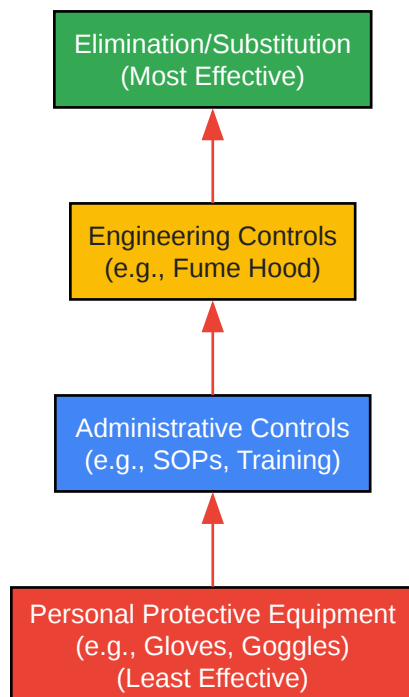 Elimination/Substitution
(Most Effective)
Engineering Controls
(e.g., Fume Hood)
Administrative Controls
(e.g., SOPs, Training)
Personal Protective Equipment
(e.g., Gloves, Goggles)
(Least Effective)